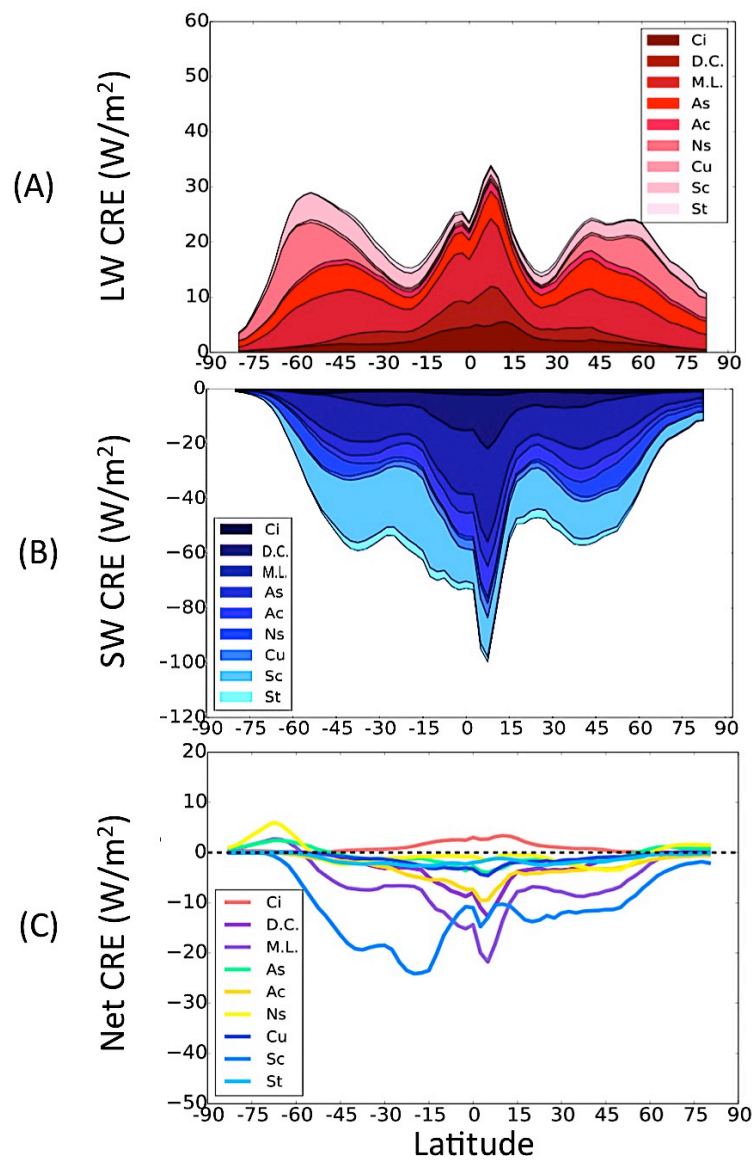 (A)
LW CRE (W/m²)
60
50
40
30
20
10
0
Ci
D.C.
M.L.
As
Ac
Ns
Cu
Sc
St
-90 -75 -60 -45 -30 -15 0 15 30 45 60 75 90
(B)
SW CRE (W/m²)
0
-20
-40
-60
-80
-100
-120
Ci
D.C.
M.L.
As
Ac
Ns
Cu
Sc
St
-90 -75 -60 -45 -30 -15 0 15 30 45 60 75 90
(C)
Net CRE (W/m²)
20
10
0
-10
-20
-30
-40
-50
Ci
D.C.
M.L.
As
Ac
Ns
Cu
Sc
St
-90 -75 -60 -45 -30 -15 0 15 30 45 60 75 90
Latitude